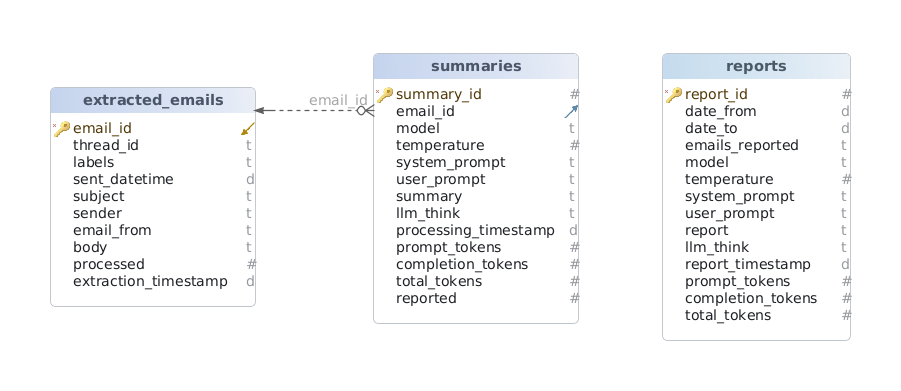 extracted_emails
email_id
thread_id t
labels t
sent_datetime d
subject t
sender t
email_from t
body t
processed #
extraction_timestamp d
email_id
summaries
summary_id #
email_id
model t
temperature #
system_prompt t
user_prompt t
summary t
llm_think t
processing_timestamp d
prompt_tokens #
completion_tokens #
total_tokens #
reported #
reports
report_id #
date_from d
date_to d
emails_reported t
model t
temperature #
system_prompt t
user_prompt t
report t
llm_think t
report_timestamp d
prompt_tokens #
completion_tokens #
total_tokens #